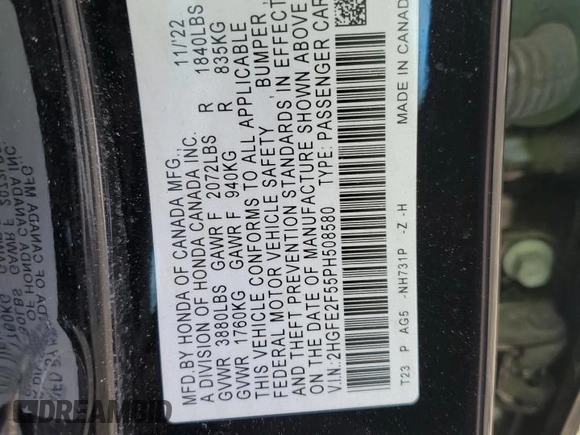 MFD BY HONDA OF CANADA MFG.,
A DIVISION OF HONDA CANADA INC. 11/22
GVWR 3880LBS GAWR F 2072LBS R 1840LBS
GVWR 1760KG GAWR F 940KG R 835KG
THIS VEHICLE CONFORMS TO ALL APPLICABLE
FEDERAL MOTOR VEHICLE SAFETY , BUMPER,
AND THEFT PREVENTION STANDARDS IN EFFECT
ON THE DATE OF MANUFACTURE SHOWN ABOVE.
V.I.N.:2HGFE2F55PH508580 TYPE: PASSENGER CAR
T23 P AG5 -NH731P -Z -H MADE IN CANADA
DREAMBID